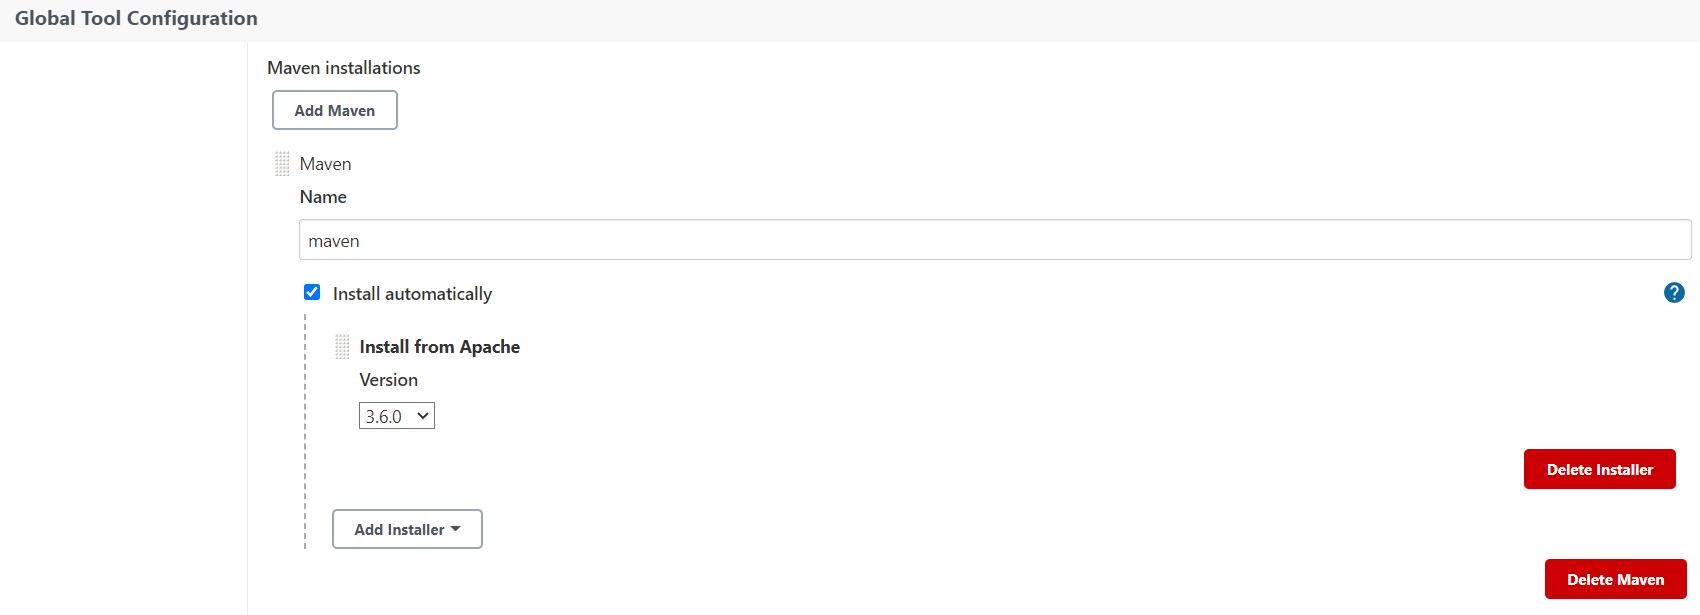 Global Tool Configuration
Maven installations
Add Maven
Maven
Name
maven
Install automatically
?
Install from Apache
Version
3.6.0
Delete Installer
Add Installer
Delete Maven